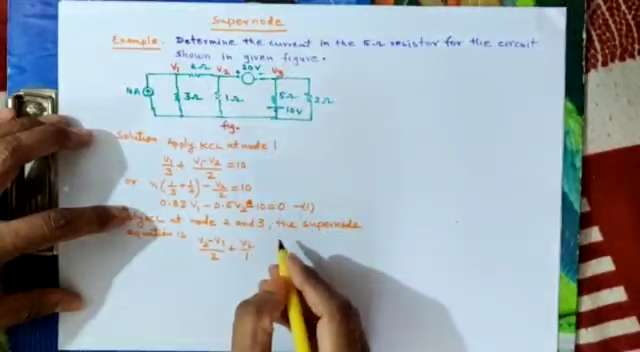 Supernode
Example. Determine the current in the 5Ω resistor for the circuit
shown in given figure.
V1 2Ω V2 20V V3
3Ω 1Ω 5Ω 2Ω
10V
fig.
Solution Apply KCL at node 1
V1/3 + V1-V2/2 = 10
or V1(1/3 + 1/2) - V2/2 = 10
0.83V1 - 0.5V2 - 10 = 0 -(1)
KCL at node 2 and 3, the supernode
equation is V2-V1/2 + V2/1